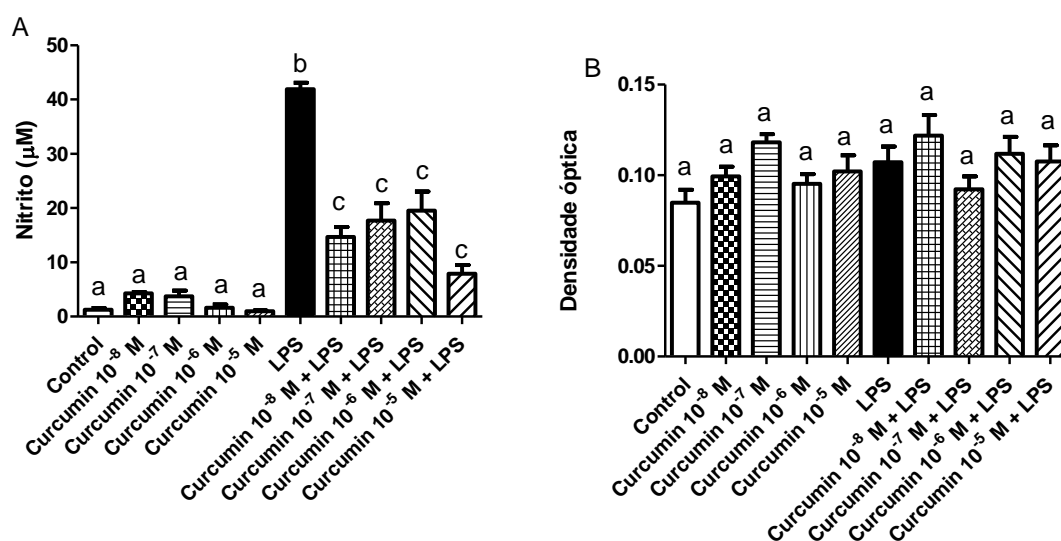 A
Nitrito (μM)
50
40
30
20
10
0
a
a
a
a
a
b
c
c
c
c
Control
Curcumin 10⁻⁸ M
Curcumin 10⁻⁷ M
Curcumin 10⁻⁶ M
Curcumin 10⁻⁵ M
LPS
Curcumin 10⁻⁸ M + LPS
Curcumin 10⁻⁷ M + LPS
Curcumin 10⁻⁶ M + LPS
Curcumin 10⁻⁵ M + LPS
B
Densidade óptica
0.15
0.10
0.05
0.00
a
a
a
a
a
a
a
a
a
a
Control
Curcumin 10⁻⁸ M
Curcumin 10⁻⁷ M
Curcumin 10⁻⁶ M
Curcumin 10⁻⁵ M
LPS
Curcumin 10⁻⁸ M + LPS
Curcumin 10⁻⁷ M + LPS
Curcumin 10⁻⁶ M + LPS
Curcumin 10⁻⁵ M + LPS